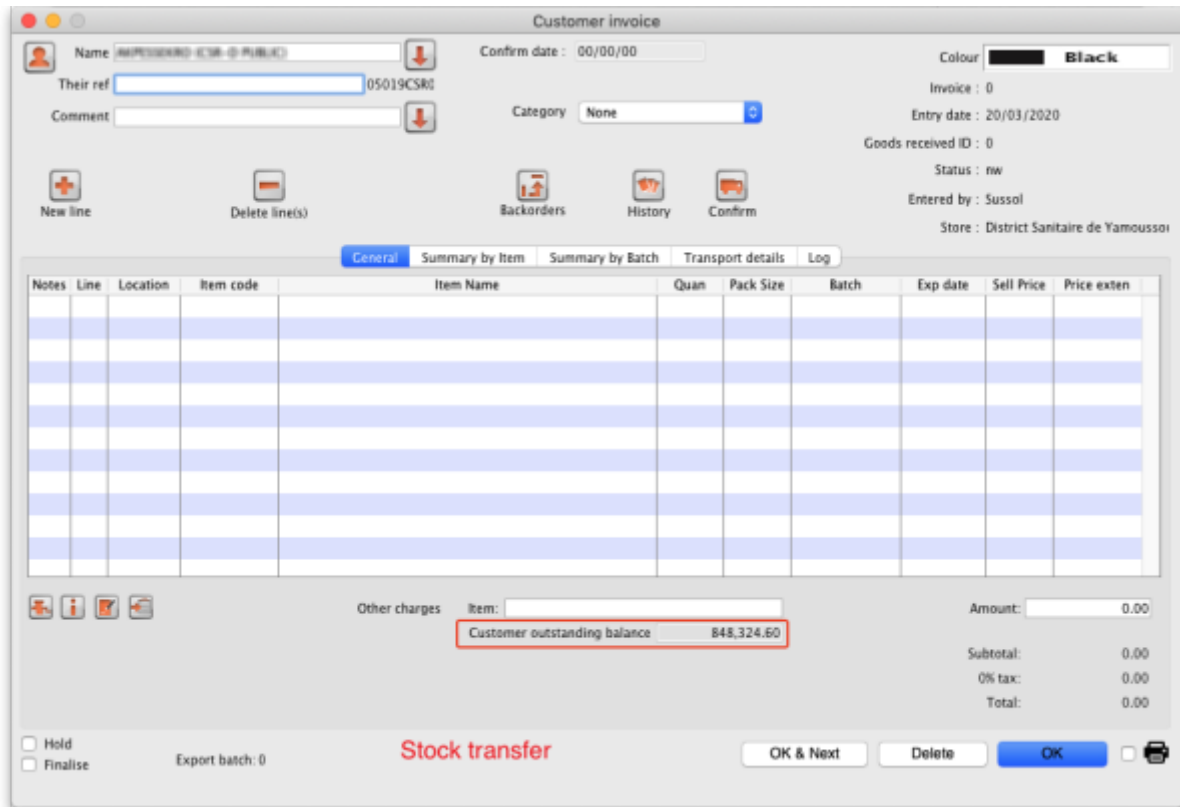 Customer invoice
Name
Confirm date : 00/00/00
Colour Black
Their ref 05019CSR0
Invoice : 0
Comment
Category None
Entry date : 20/03/2020
Goods received ID : 0
Status : nw
Entered by : Sussol
Store : District Sanitaire de Yamoussou
New line
Delete line(s)
Backorders
History
Confirm
General Summary by Item Summary by Batch Transport details Log
Notes Line Location Item code Item Name Quan Pack Size Batch Exp date Sell Price Price exten
Other charges Item: Amount: 0.00
Customer outstanding balance 848,324.60
Subtotal: 0.00
0% tax: 0.00
Total: 0.00
Hold
Finalise
Export batch: 0
Stock transfer
OK & Next Delete OK